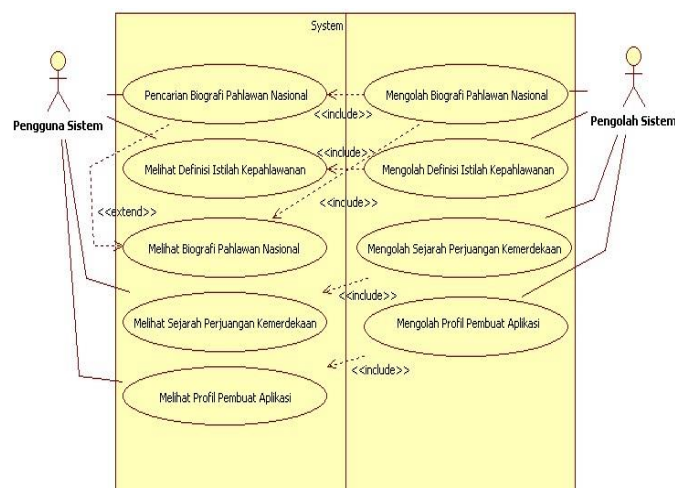 System
Pengguna Sistem
Pengolah Sistem
Pencarian Biografi Pahlawan Nasional
Mengolah Biografi Pahlawan Nasional
<<include>>
Melihat Definisi Istilah Kepahlawanan
<<include>>
Mengolah Definisi Istilah Kepahlawanan
<<include>>
<<extend>>
Melihat Biografi Pahlawan Nasional
Mengolah Sejarah Perjuangan Kemerdekaan
<<include>>
Melihat Sejarah Perjuangan Kemerdekaan
Mengolah Profil Pembuat Aplikasi
<<include>>
Melihat Profil Pembuat Aplikasi